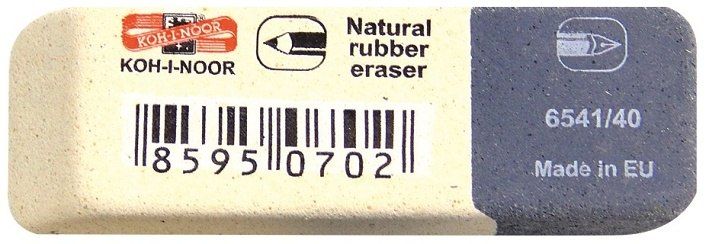 KOH-I-NOOR
®
KOH-I-NOOR
Natural
rubber
eraser
8595 0702
6541/40
Made in EU